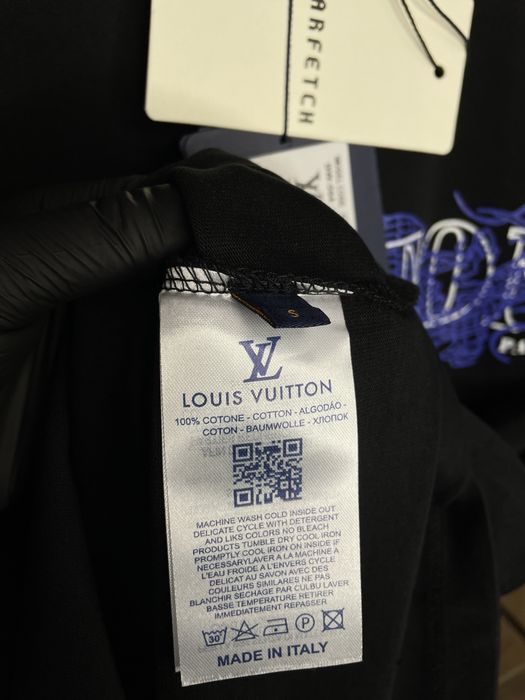 ARFETCH
S
LV
LOUIS VUITTON
100% COTONE - COTTON - ALGODÃO -
COTON - BAUMWOLLE - ХЛОПОК
MACHINE WASH COLD INSIDE OUT
DELICATE CYCLE WITH DETERGENT
AND LIKS COLORS NO BLEACH
PRODUCTS TUMBLE DRY COOL IRON
PROMPTLY COOL IRON ON INSIDE IF
NECESSARYLAVER A LA MACHINE A
L'EAU FROIDE A L'ENVERS CYCLE
DELICAT AU SAVON AVEC DES
COULEURS SIMILAIRES NE PAS
BLANCHIR SECHAGE PAR CULBU LAVER
BASSE TEMPERATURE RETIRER
IMMEDIATEMENT REPASSER
30
P
MADE IN ITALY